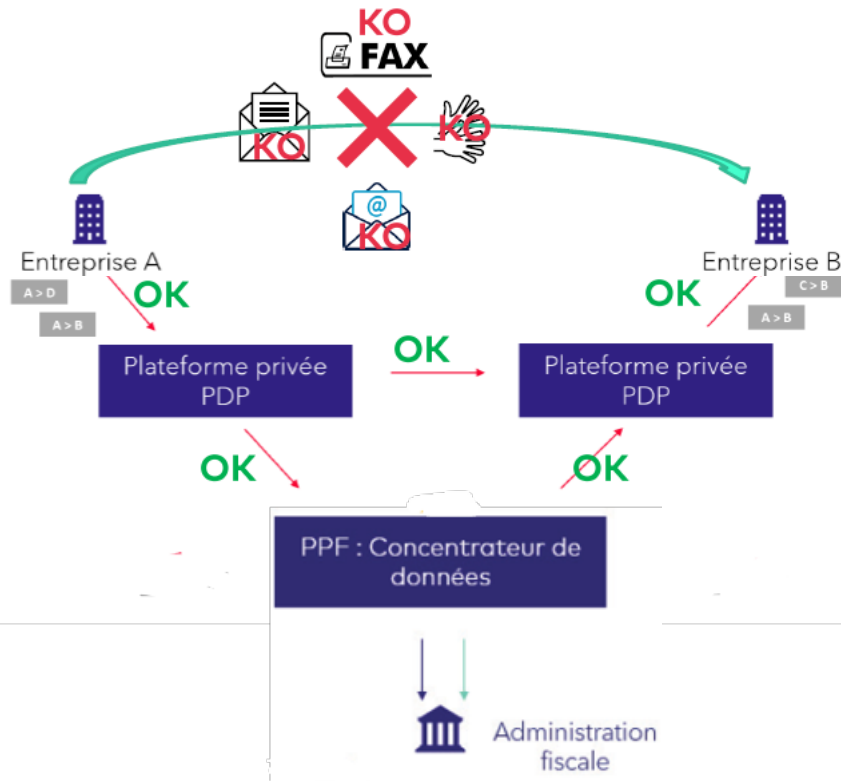 KO
FAX
KO
KO
@
KO
Entreprise A
Entreprise B
A > D
OK
OK
C > B
A > B
A > B
Plateforme privée
PDP
OK
Plateforme privée
PDP
OK
OK
PPF : Concentrateur de
données
Administration
fiscale